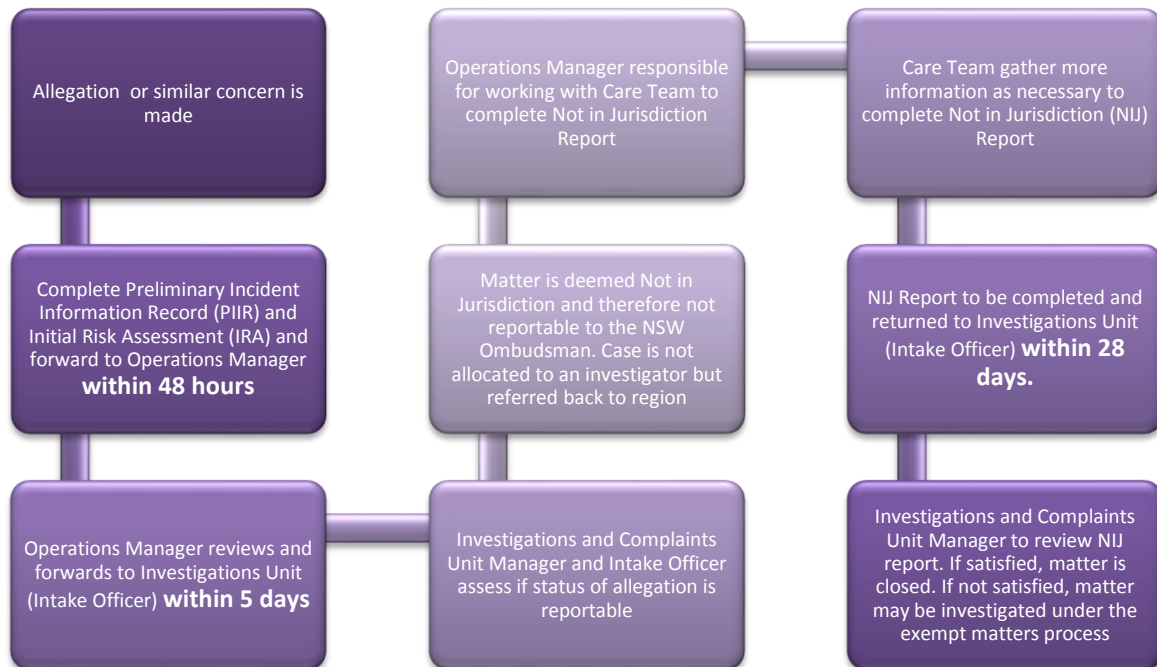 Allegation  or similar concern is
made
Complete Preliminary Incident
Information Record (PIIR) and
Initial Risk Assessment (IRA) and
forward to Operations Manager
within 48 hours
Operations Manager reviews and
forwards to Investigations Unit
(Intake Officer) within 5 days
Investigations and Complaints
Unit Manager and Intake Officer
assess if status of allegation is
reportable
Matter is deemed Not in
Jurisdiction and therefore not
reportable to the NSW
Ombudsman. Case is not
allocated to an investigator but
referred back to region
Operations Manager responsible
for working with Care Team to
complete Not in Jurisdiction
Report
Care Team gather more
information as necessary to
complete Not in Jurisdiction (NIJ)
Report
NIJ Report to be completed and
returned to Investigations Unit
(Intake Officer) within 28
days.
Investigations and Complaints
Unit Manager to review NIJ
report. If satisfied, matter is
closed. If not satisfied, matter
may be investigated under the
exempt matters process